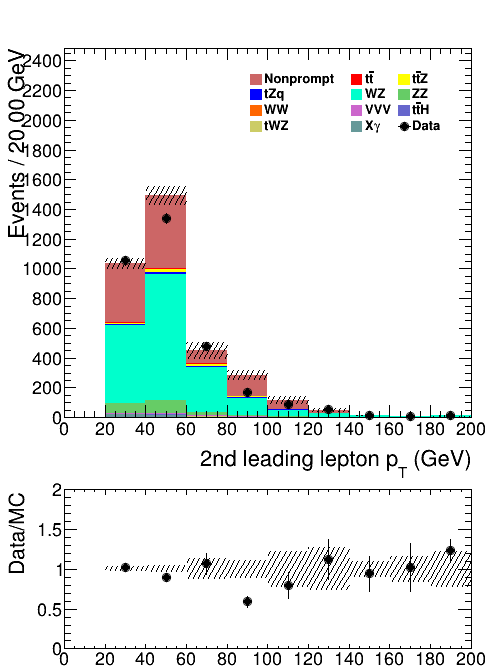 Events / 20.00 GeV
2400
2200
2000
1800
1600
1400
1200
1000
800
600
400
200
0
Nonprompt tt̄ tt̄Z
tZq WZ ZZ
WW VVV tt̄H
tWZ Xγ Data
0 20 40 60 80 100 120 140 160 180 200
2nd leading lepton p_T (GeV)
Data/MC
2
1.5
1
0.5
0
0 20 40 60 80 100 120 140 160 180 200